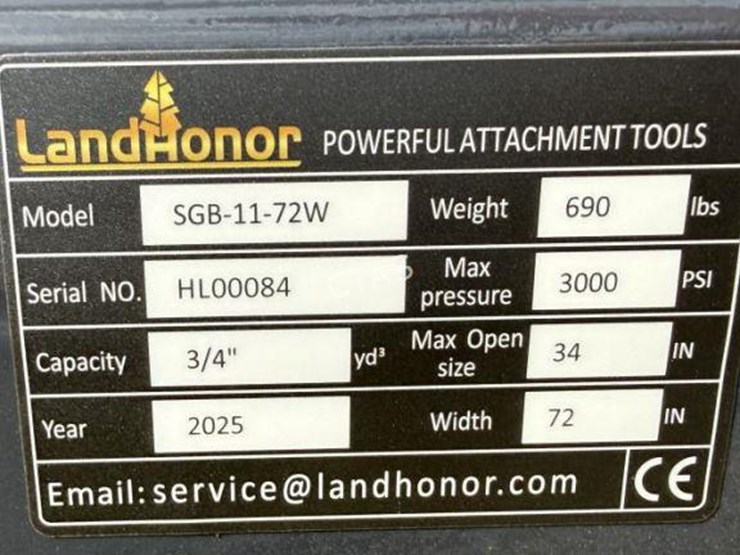 LandHonor POWERFUL ATTACHMENT TOOLS
Model SGB-11-72W Weight 690 lbs
Serial NO. HL00084 Max pressure 3000 PSI
Capacity 3/4" yd³ Max Open size 34 IN
Year 2025 Width 72 IN
Email: service@landhonor.com CE